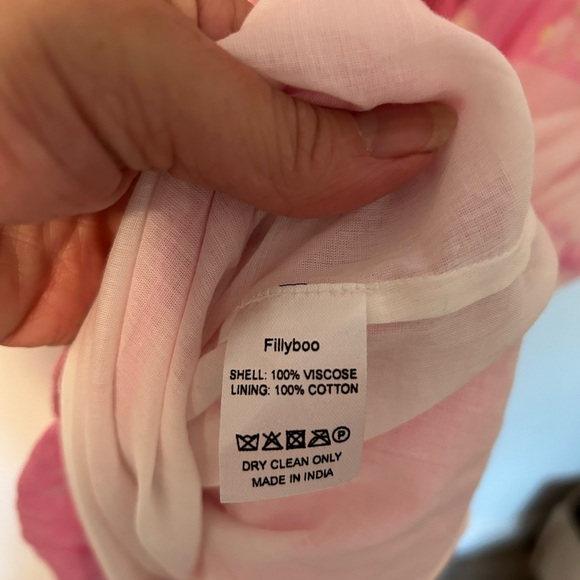 Fillyboo
SHELL: 100% VISCOSE
LINING: 100% COTTON
P
DRY CLEAN ONLY
MADE IN INDIA